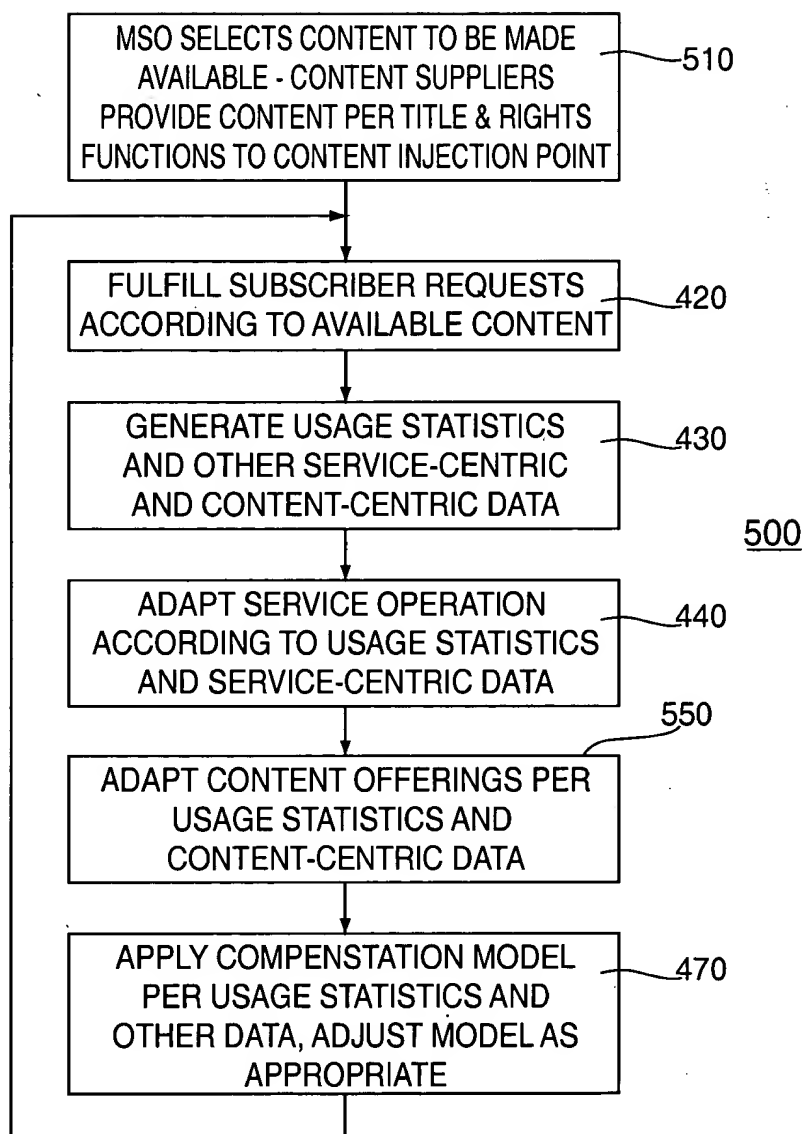 MSO SELECTS CONTENT TO BE MADE
AVAILABLE - CONTENT SUPPLIERS
PROVIDE CONTENT PER TITLE & RIGHTS
FUNCTIONS TO CONTENT INJECTION POINT
510
FULFILL SUBSCRIBER REQUESTS
ACCORDING TO AVAILABLE CONTENT
420
GENERATE USAGE STATISTICS
AND OTHER SERVICE-CENTRIC
AND CONTENT-CENTRIC DATA
430
500
ADAPT SERVICE OPERATION
ACCORDING TO USAGE STATISTICS
AND SERVICE-CENTRIC DATA
440
550
ADAPT CONTENT OFFERINGS PER
USAGE STATISTICS AND
CONTENT-CENTRIC DATA
APPLY COMPENSTATION MODEL
PER USAGE STATISTICS AND
OTHER DATA, ADJUST MODEL AS
APPROPRIATE
470